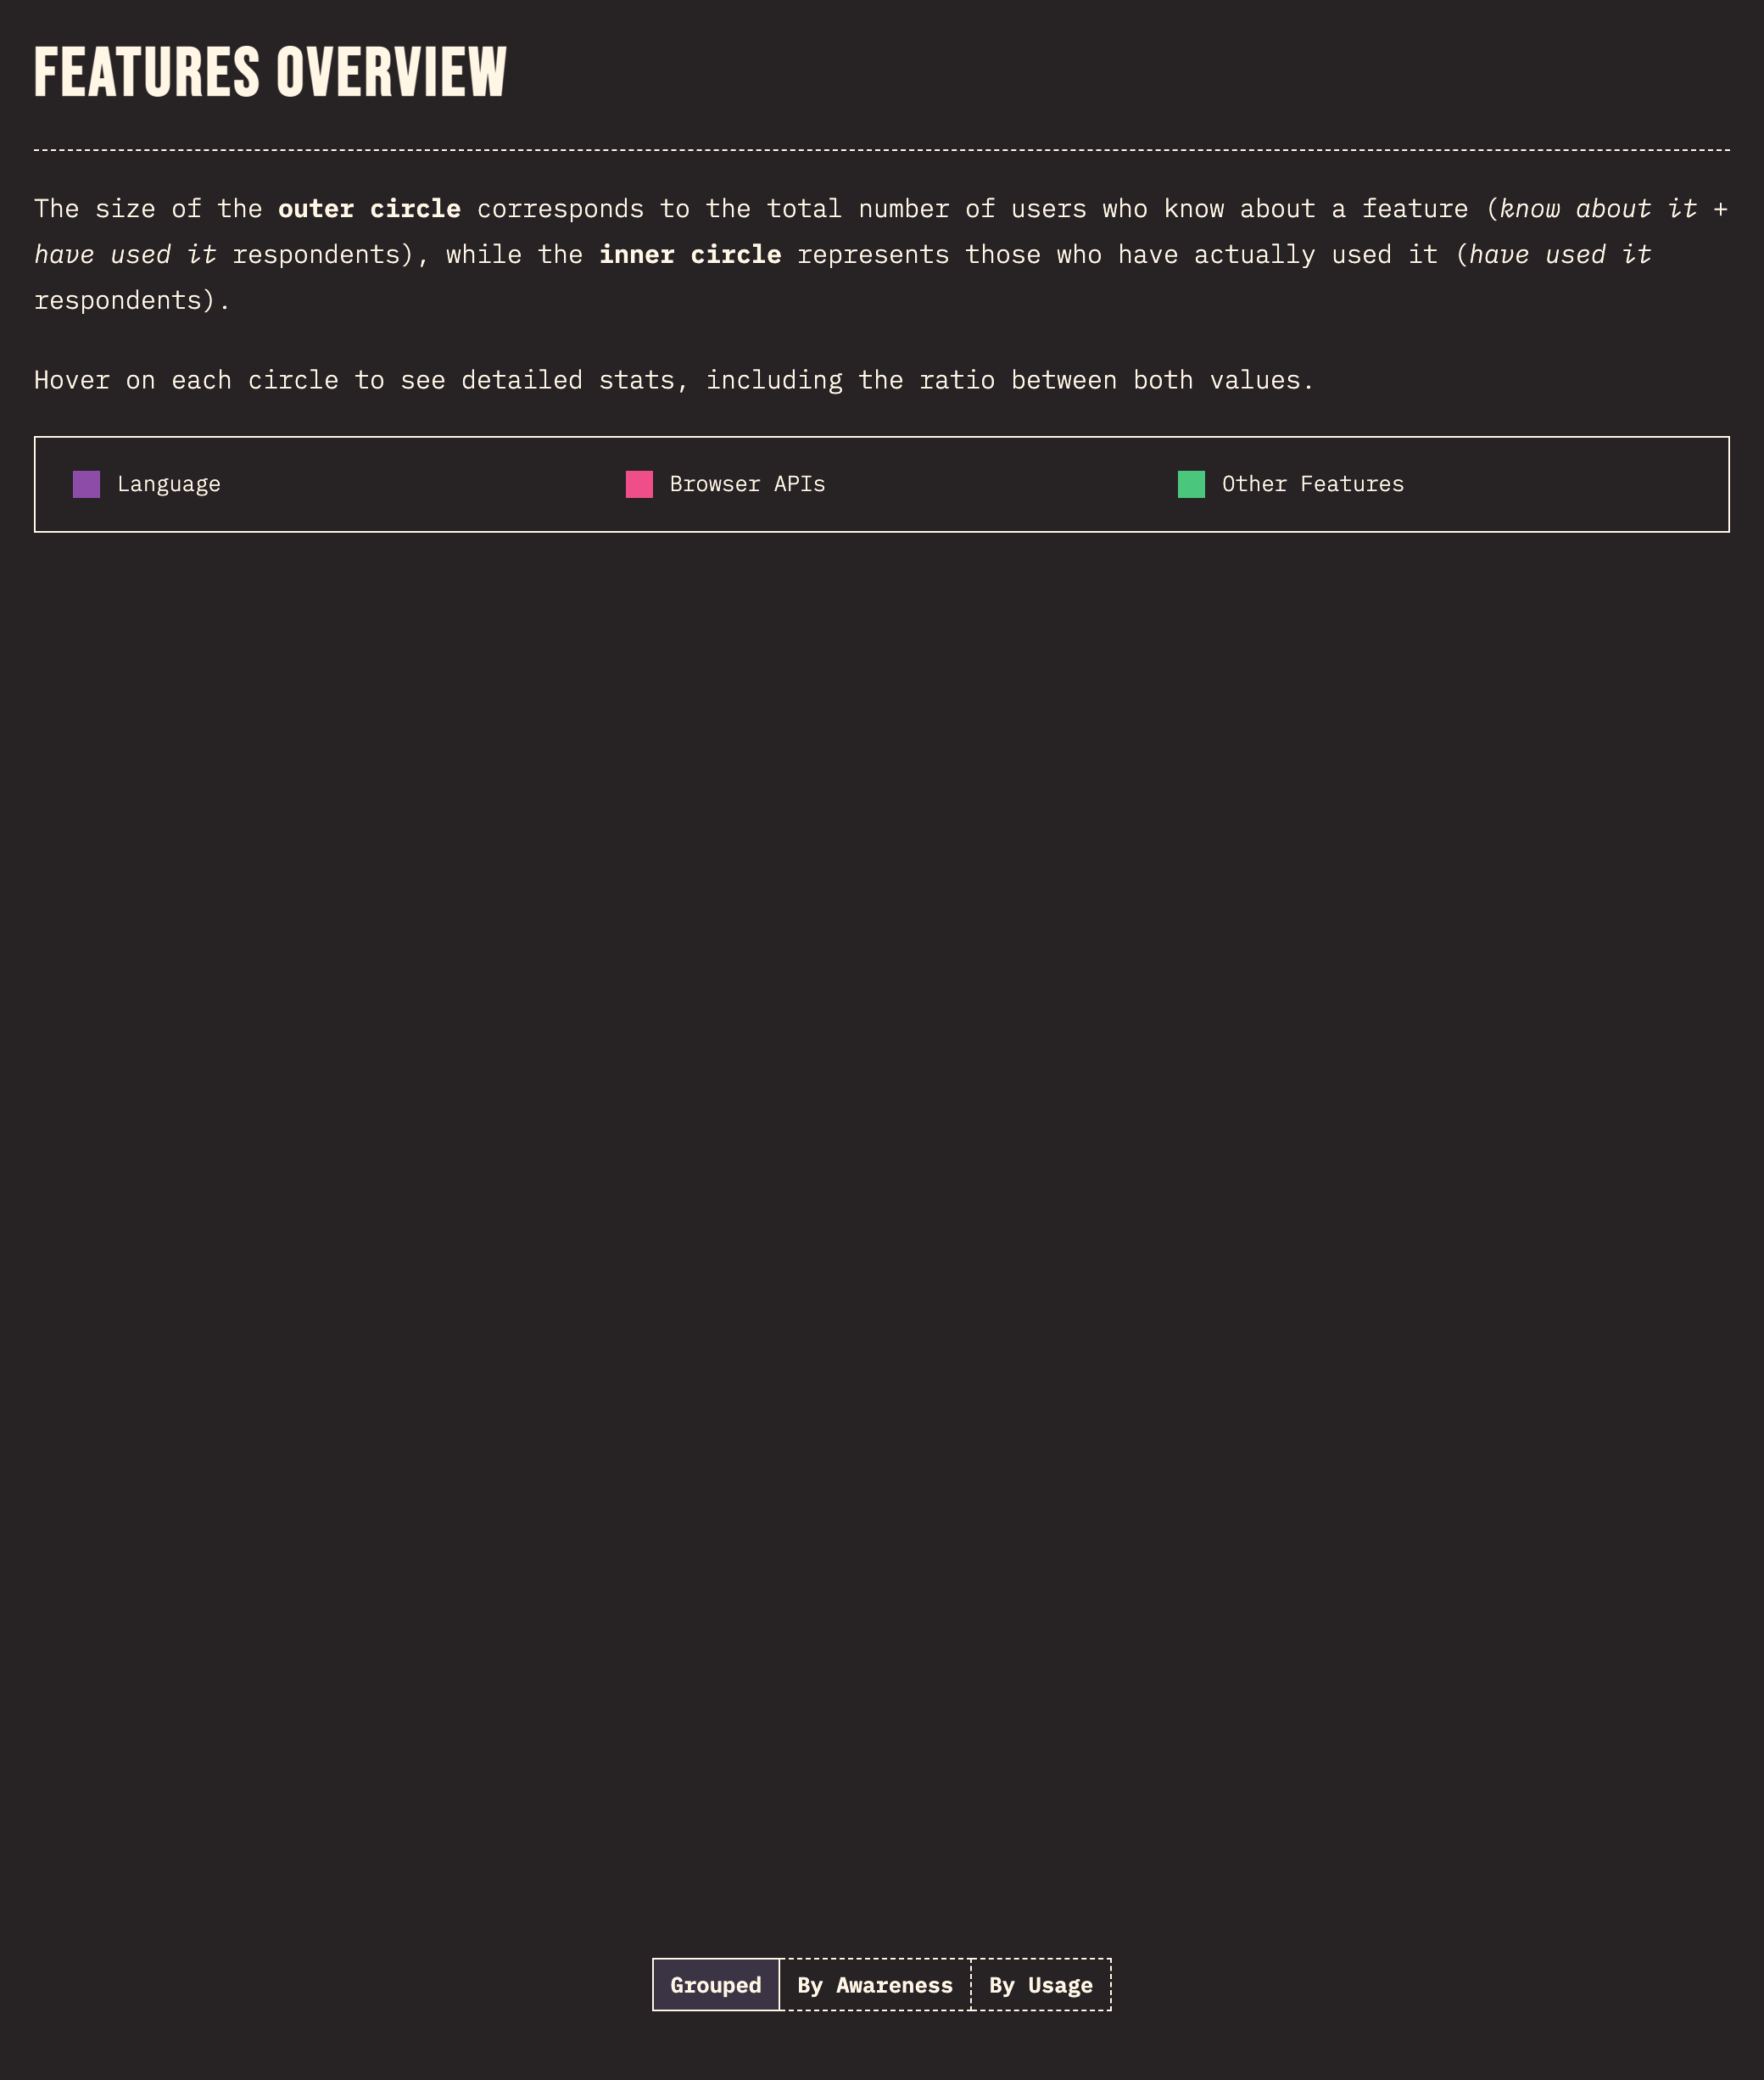 FEATURES OVERVIEW
The size of the outer circle corresponds to the total number of users who know about a feature (know about it +
have used it respondents), while the inner circle represents those who have actually used it (have used it
respondents).
Hover on each circle to see detailed stats, including the ratio between both values.
Language Browser APIs Other Features
Grouped By Awareness By Usage